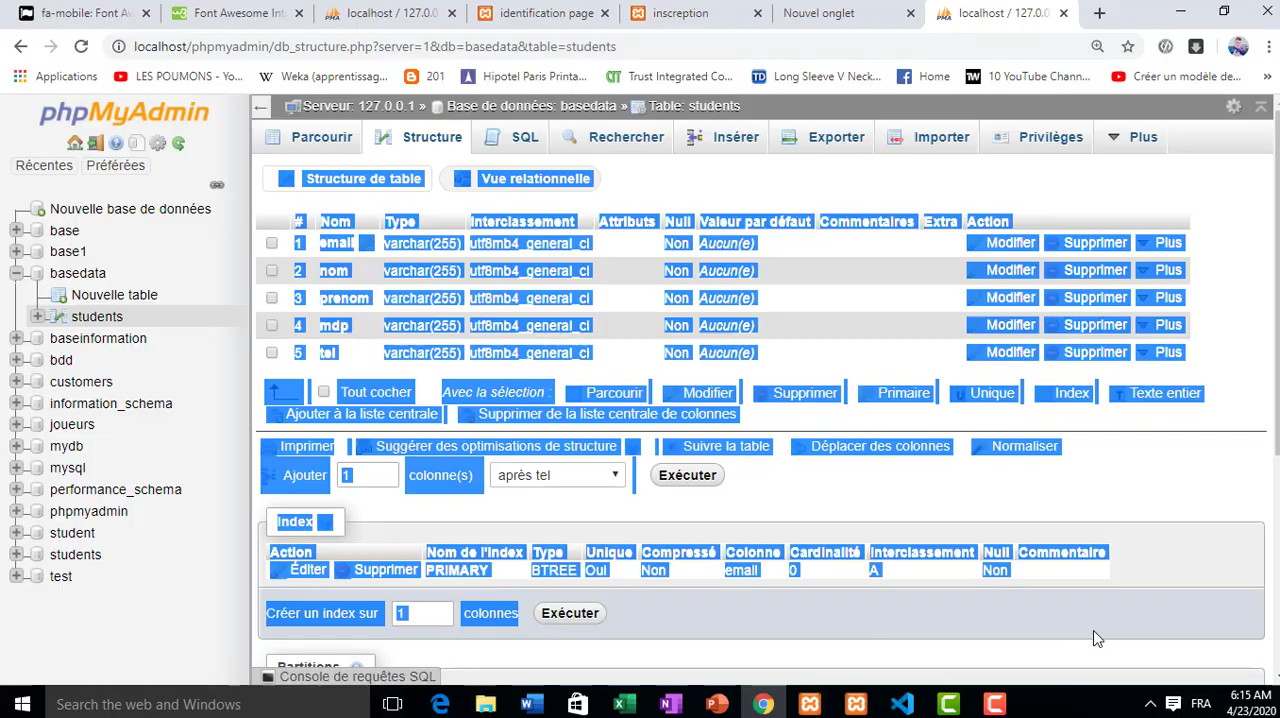 fa-mobile: Font Aw
Font Awesome Int
localhost / 127.0.0
identification page
inscreption
Nouvel onglet
localhost / 127.0.0
localhost/phpmyadmin/db_structure.php?server=1&db=basedata&table=students
Applications LES POUMONS - Yo... Weka (apprentissag... 201 Hipotel Paris Printa... Trust Integrated Co... Long Sleeve V Neck... Home 10 YouTube Chann... Créer un modèle de... »
phpMyAdmin
Récentes Préférées
Nouvelle base de données
base
base1
basedata
Nouvelle table
students
baseinformation
bdd
customers
information_schema
joueurs
mydb
mysql
performance_schema
phpmyadmin
student
students
test
Serveur: 127.0.0.1 » Base de données: basedata » Table: students
Parcourir Structure SQL Rechercher Insérer Exporter Importer Privilèges Plus
Structure de table Vue relationnelle
# Nom Type Interclassement Attributs Null Valeur par défaut Commentaires Extra Action
1 email varchar(255) utf8mb4_general_ci Non Aucun(e) Modifier Supprimer Plus
2 nom varchar(255) utf8mb4_general_ci Non Aucun(e) Modifier Supprimer Plus
3 prenom varchar(255) utf8mb4_general_ci Non Aucun(e) Modifier Supprimer Plus
4 mdp varchar(255) utf8mb4_general_ci Non Aucun(e) Modifier Supprimer Plus
5 tel varchar(255) utf8mb4_general_ci Non Aucun(e) Modifier Supprimer Plus
Tout cocher Avec la sélection : Parcourir Modifier Supprimer Primaire Unique Index Texte entier
Ajouter à la liste centrale Supprimer de la liste centrale de colonnes
Imprimer Suggérer des optimisations de structure Suivre la table Déplacer des colonnes Normaliser
Ajouter 1 colonne(s) après tel Exécuter
Index
Action Nom de l'index Type Unique Compressé Colonne Cardinalité Interclassement Null Commentaire
Éditer Supprimer PRIMARY BTREE Oui Non email 0 A Non
Créer un index sur 1 colonnes Exécuter
Partitions
Console de requêtes SQL
Search the web and Windows
FRA
6:15 AM
4/23/2020